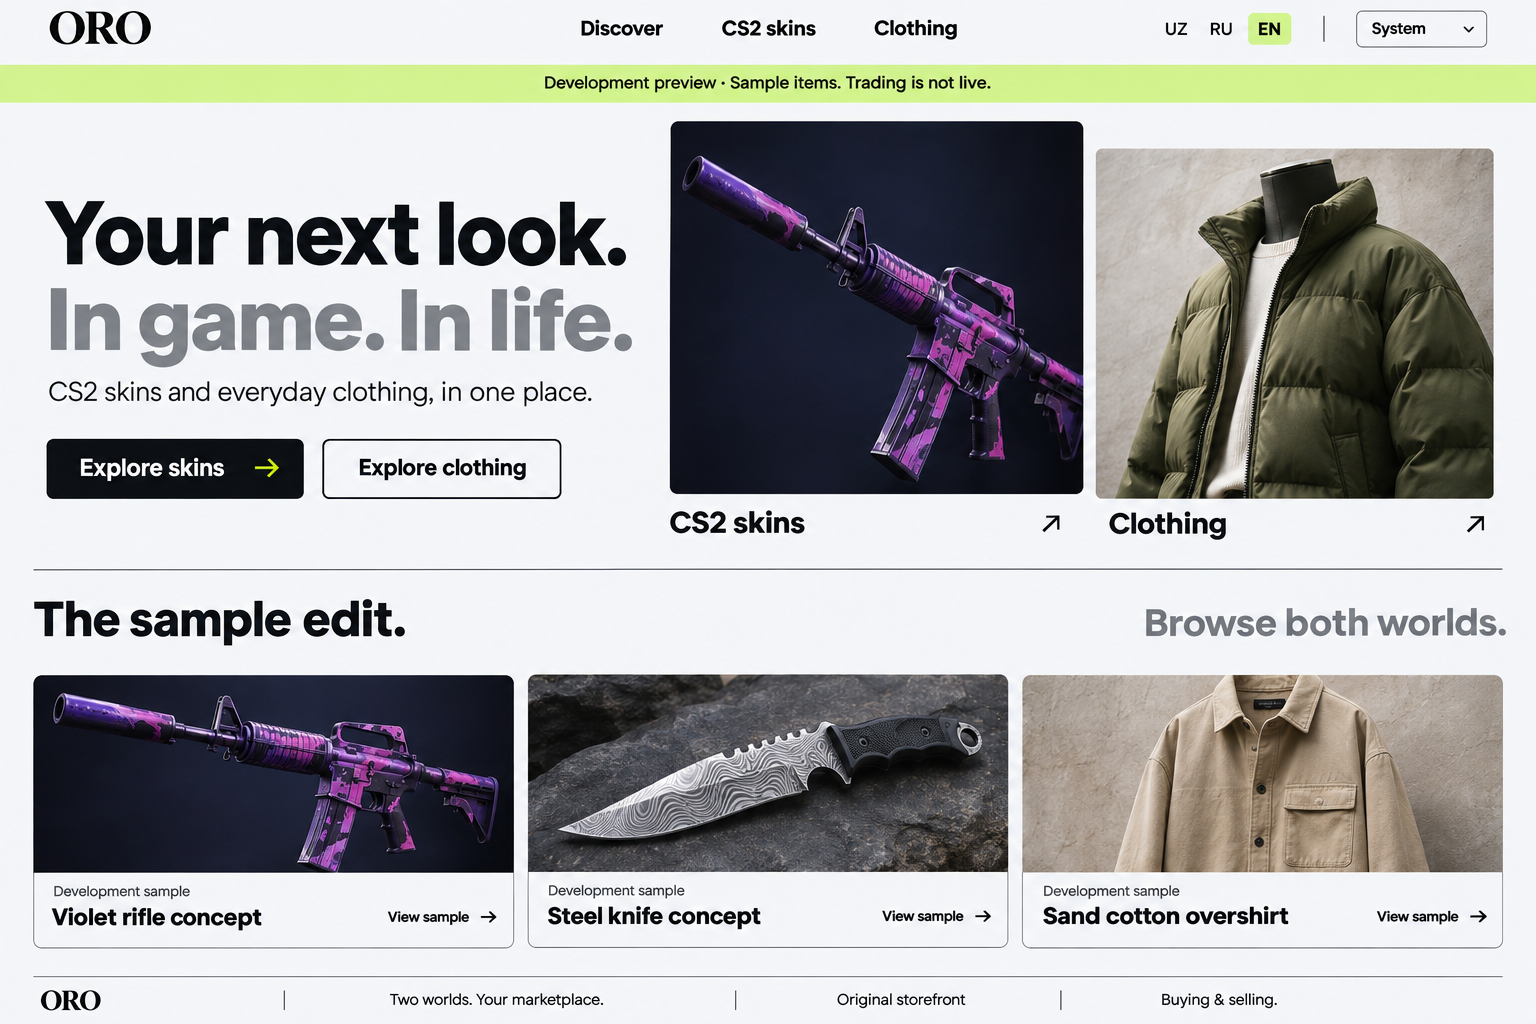 ORO
Discover
CS2 skins
Clothing
UZ
RU
EN
System
Development preview · Sample items. Trading is not live.
Your next look.
In game. In life.
CS2 skins and everyday clothing, in one place.
Explore skins
Explore clothing
CS2 skins
Clothing
The sample edit.
Browse both worlds.
Development sample
Violet rifle concept
View sample
Development sample
Steel knife concept
View sample
Development sample
Sand cotton overshirt
View sample
ORO
Two worlds. Your marketplace.
Original storefront
Buying & selling.